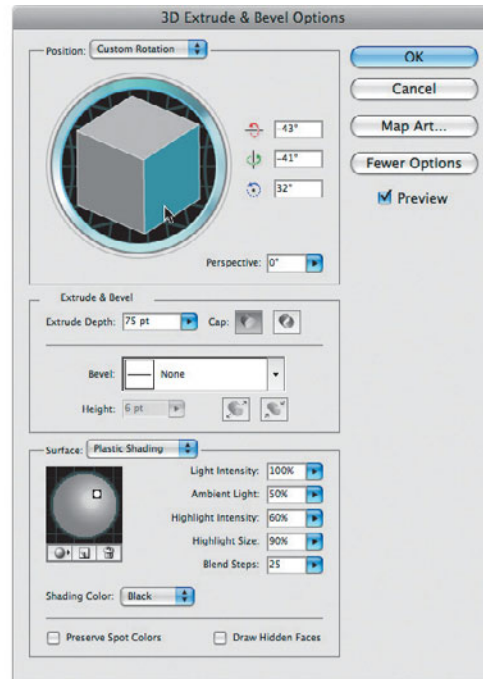 3D Extrude & Bevel Options
Position: Custom Rotation
OK
Cancel
Map Art...
Fewer Options
Preview
-43°
-41°
32°
Perspective: 0°
Extrude & Bevel
Extrude Depth: 75 pt Cap:
Bevel: None
Height: 6 pt
Surface: Plastic Shading
Light Intensity: 100%
Ambient Light: 50%
Highlight Intensity: 60%
Highlight Size: 90%
Blend Steps: 25
Shading Color: Black
Preserve Spot Colors Draw Hidden Faces